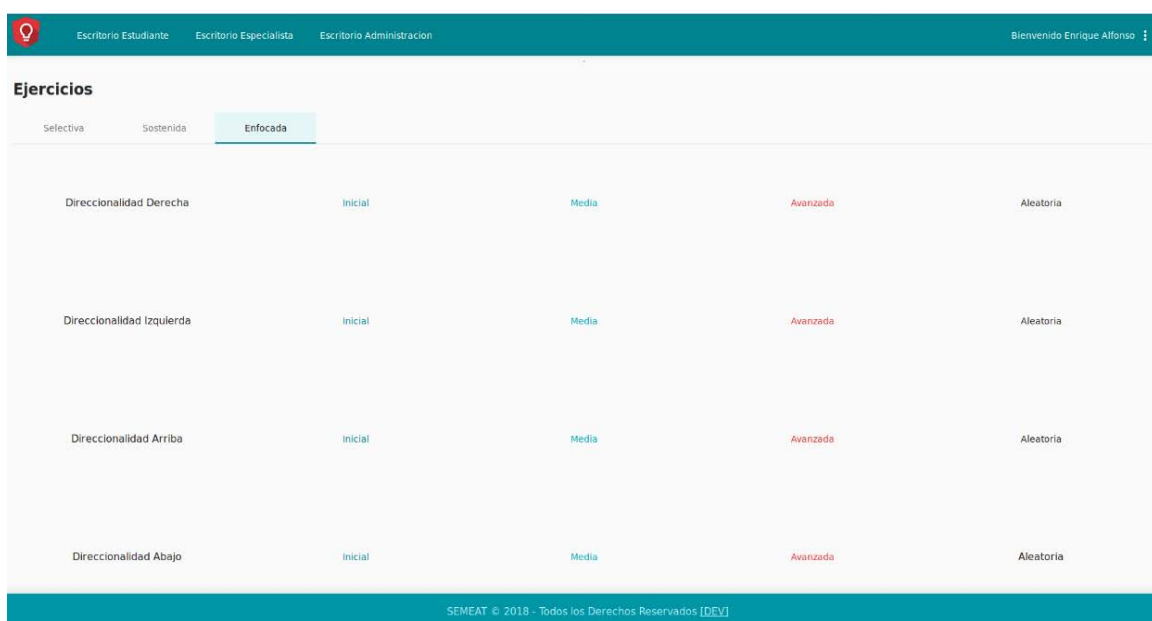 Escritorio Estudiante Escritorio Especialista Escritorio Administracion Bienvenido Enrique Alfonso
Ejercicios
Selectiva Sostenida Enfocada
Direccionalidad Derecha Inicial Media Avanzada Aleatoria
Direccionalidad Izquierda Inicial Media Avanzada Aleatoria
Direccionalidad Arriba Inicial Media Avanzada Aleatoria
Direccionalidad Abajo Inicial Media Avanzada Aleatoria
SEMEAT © 2018 - Todos los Derechos Reservados [DEV]